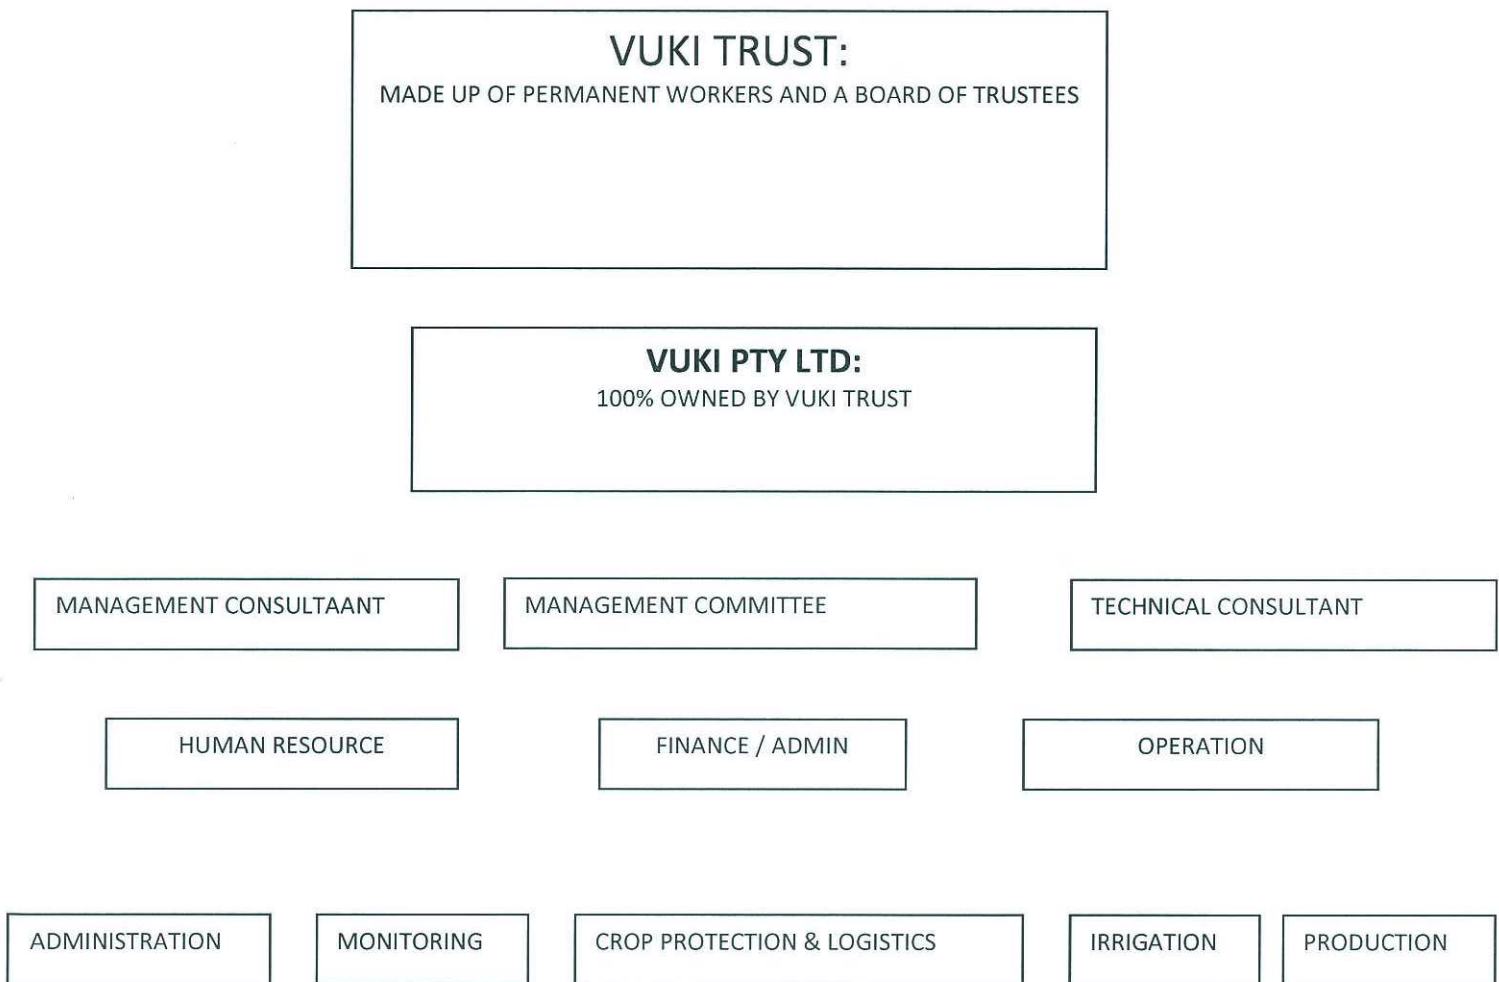 VUKI TRUST:
MADE UP OF PERMANENT WORKERS AND A BOARD OF TRUSTEES
VUKI PTY LTD:
100% OWNED BY VUKI TRUST
MANAGEMENT CONSULTAANT
MANAGEMENT COMMITTEE
TECHNICAL CONSULTANT
HUMAN RESOURCE
FINANCE / ADMIN
OPERATION
ADMINISTRATION
MONITORING
CROP PROTECTION & LOGISTICS
IRRIGATION
PRODUCTION